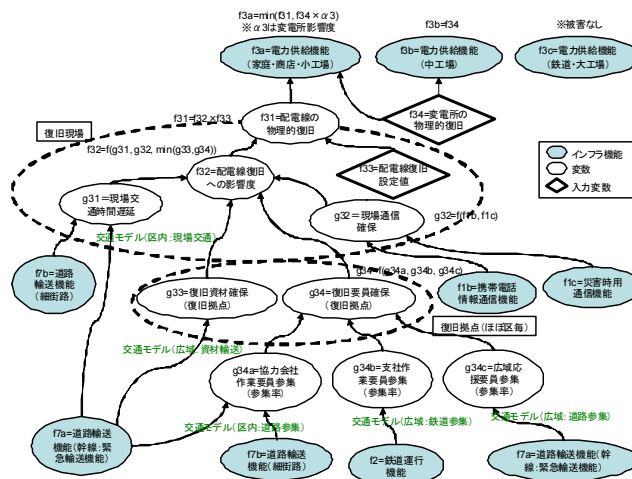 f3a=min(f31, f34×α3)
※α3は変電所影響度
f3b=f34
※被害なし
f3a=電力供給機能
(家庭・商店・小工場)
f3b=電力供給機能
(中工場)
f3c=電力供給機能
(鉄道・大工場)
f31=f32×f33
f31=配電線の
物理的復旧
f34=変電所の
物理的復旧
復旧現場
f32=f(g31, g32, min(g33,g34))
f32=配電線復旧
への影響度
f33=配電線復旧
設定値
インフラ機能
変数
入力変数
g31=現場交
通時間遅延
g32=現場通信
確保
g32=f(f1b, f1c)
交通モデル(区内:現場交通)
f7b=道路
輸送機能
(細街路)
g34=f(g34a, g34b, g34c)
g33=復旧資材確保
(復旧拠点)
g34=復旧要員確保
(復旧拠点)
f1b=携帯電話
情報通信機能
f1c=災害時用
通信機能
復旧拠点(ほぼ区毎)
交通モデル(広域:資材輸送)
g34a=協力会社
作業要員参集
(参集率)
g34b=支社作
業要員参集
(参集率)
g34c=広域応
援要員参集
(参集率)
交通モデル(区内:道路参集)
交通モデル(広域:鉄道参集)
交通モデル(広域:道路参集)
f7a=道路輸送
機能(幹線:緊
急輸送機能)
f7b=道路輸送
機能(細街路)
f2=鉄道運行機
能
f7a=道路輸送機能(幹
線:緊急輸送機能)